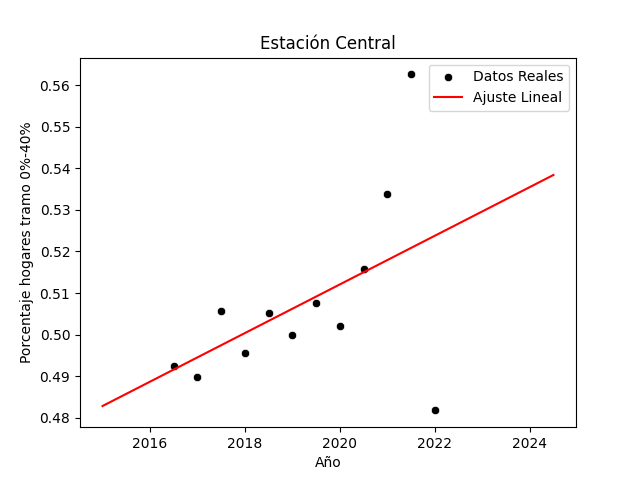 Estación Central
Datos Reales
Ajuste Lineal
Porcentaje hogares tramo 0%-40%
0.56
0.55
0.54
0.53
0.52
0.51
0.50
0.49
0.48
2016 2018 2020 2022 2024
Año